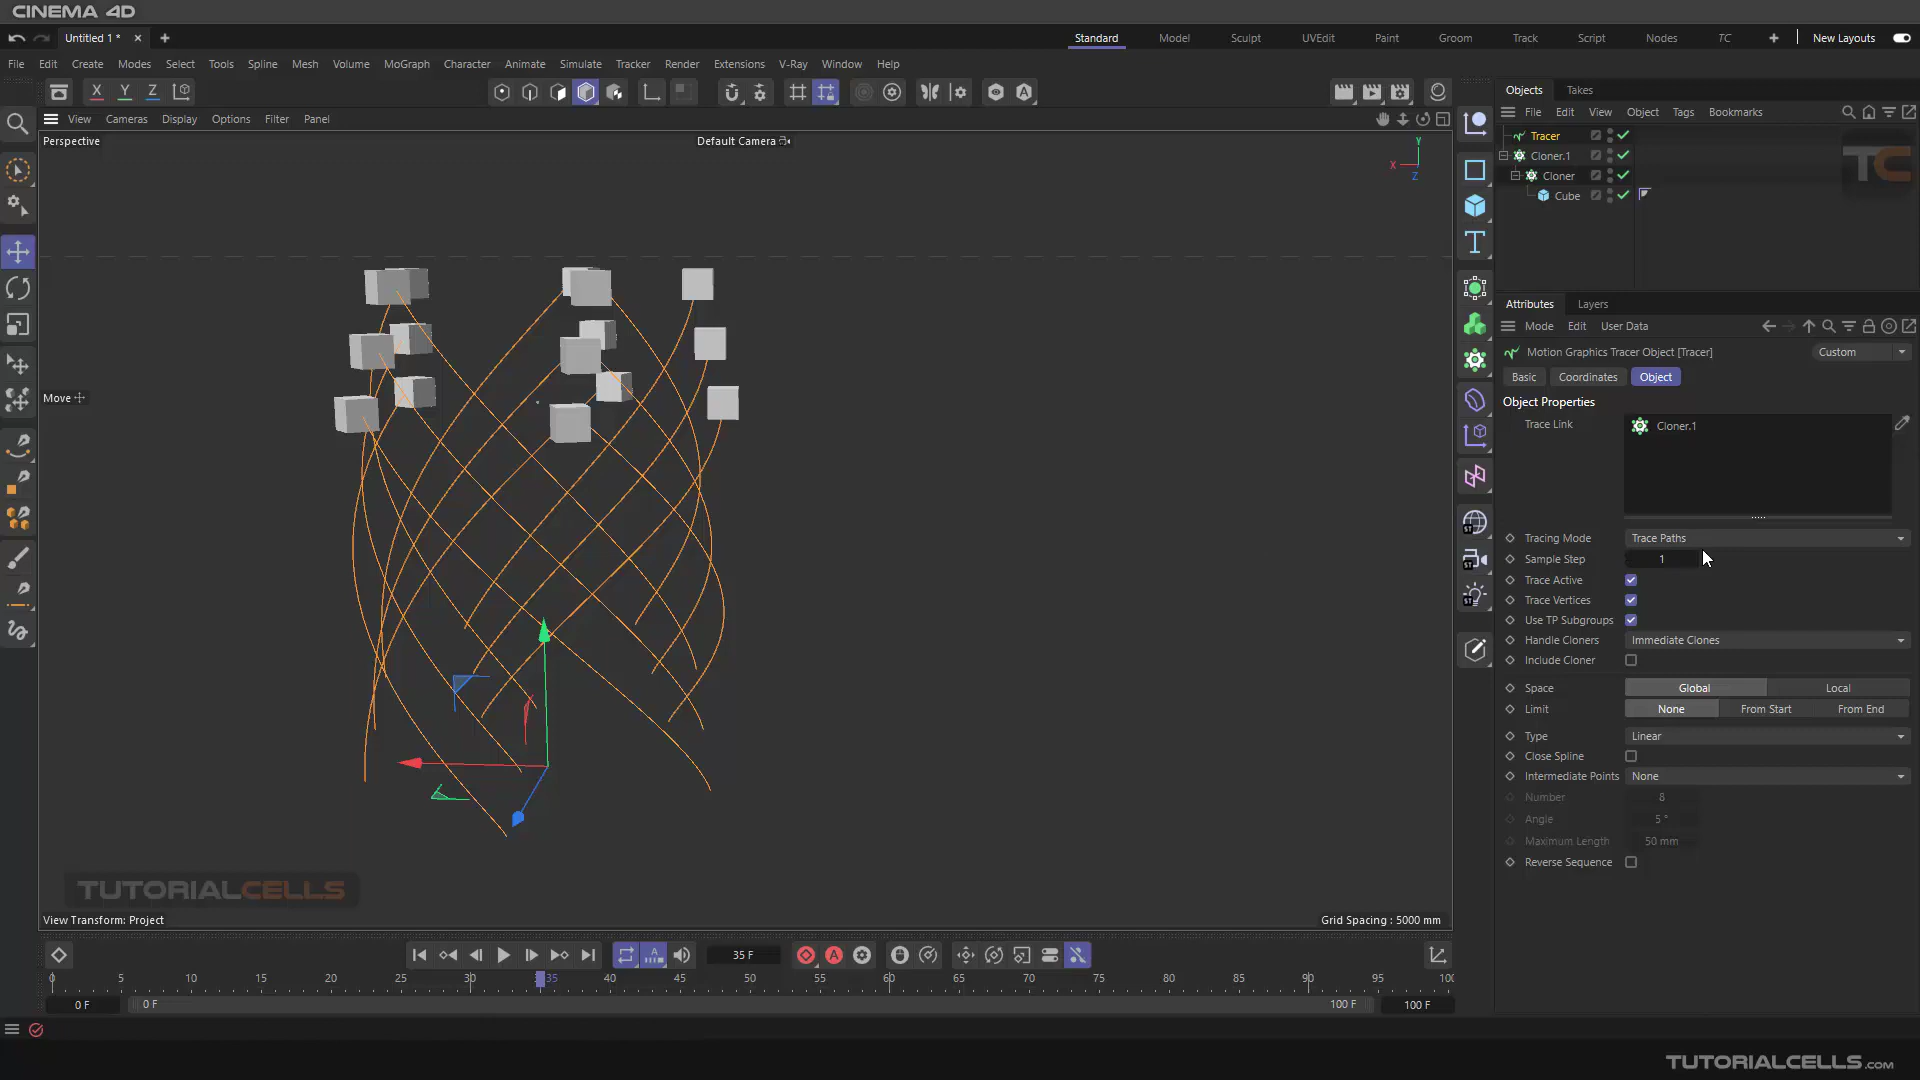 CINEMA 4D
Untitled 1 *
Standard
Model
Sculpt
UVEdit
Paint
Groom
Track
Script
Nodes
TC
New Layouts
File
Edit
Create
Modes
Select
Tools
Spline
Mesh
Volume
MoGraph
Character
Animate
Simulate
Tracker
Render
Extensions
V-Ray
Window
Help
X
Y
Z
View
Cameras
Display
Options
Filter
Panel
Perspective
Default Camera
Y
X
Z
Move
TUTORIALCELLS
View Transform: Project
Grid Spacing : 5000 mm
Objects
Takes
File
Edit
View
Object
Tags
Bookmarks
Tracer
Cloner.1
Cloner
Cube
TC
Attributes
Layers
Mode
Edit
User Data
Motion Graphics Tracer Object [Tracer]
Custom
Basic
Coordinates
Object
Object Properties
Trace Link
Cloner.1
Tracing Mode
Trace Paths
Sample Step
1
Trace Active
Trace Vertices
Use TP Subgroups
Handle Cloners
Immediate Clones
Include Cloner
Space
Global
Local
Limit
None
From Start
From End
Type
Linear
Close Spline
Intermediate Points
None
Number
8
Angle
5 °
Maximum Length
50 mm
Reverse Sequence
35 F
0
5
10
15
20
25
30
35
40
45
50
55
60
65
70
75
80
85
90
95
10
0 F
0 F
100 F
100 F
TUTORIALCELLS.COM